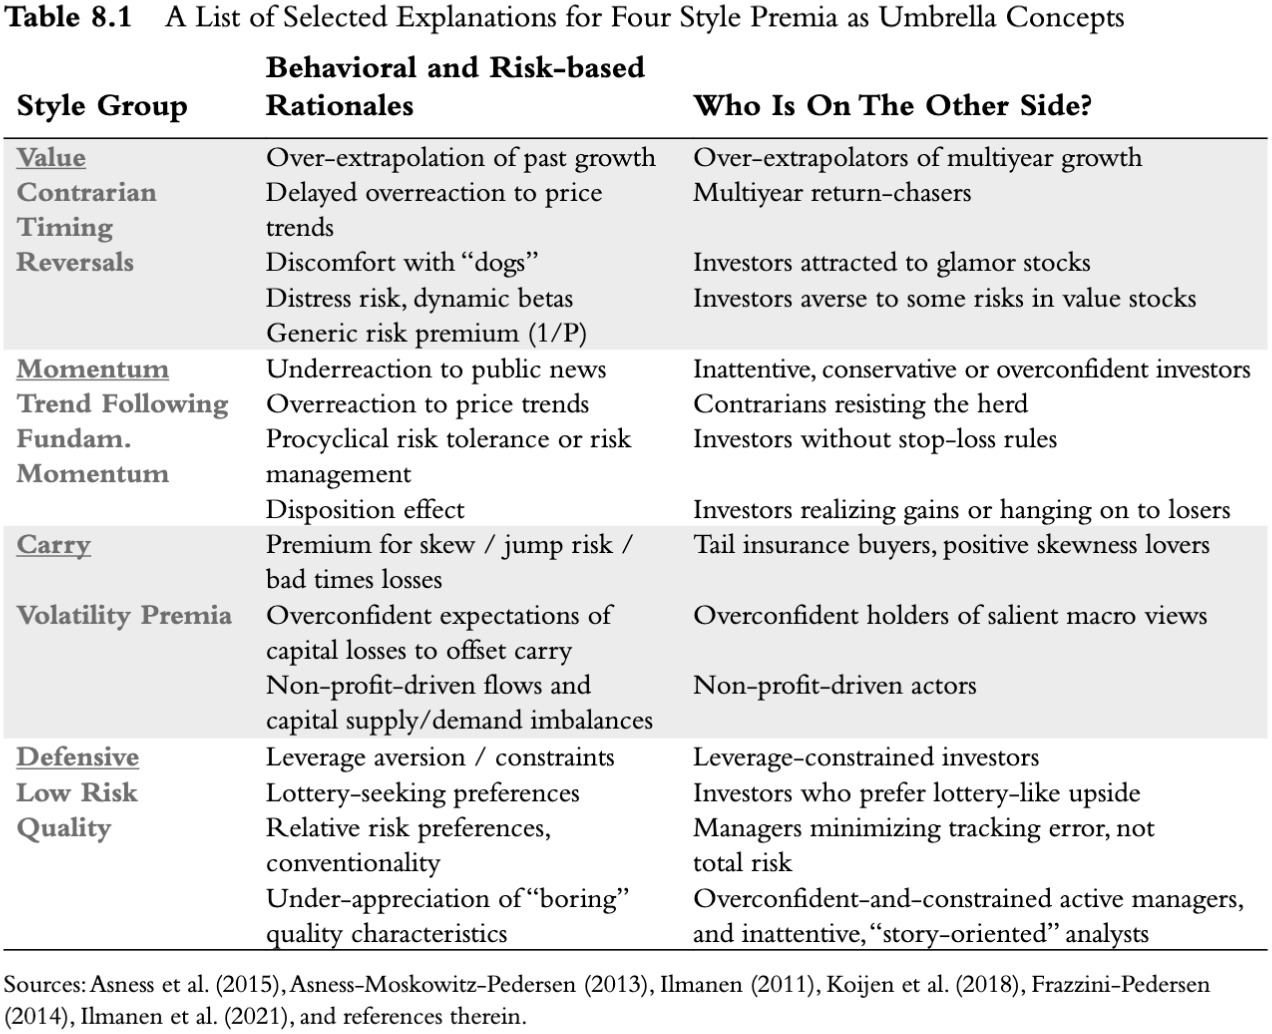 Table 8.1 A List of Selected Explanations for Four Style Premia as Umbrella Concepts
Behavioral and Risk-based
Style Group Rationales Who Is On The Other Side?
Value Over-extrapolation of past growth Over-extrapolators of multiyear growth
Contrarian Delayed overreaction to price Multiyear return-chasers
Timing trends
Reversals Discomfort with “dogs” Investors attracted to glamor stocks
Distress risk, dynamic betas Investors averse to some risks in value stocks
Generic risk premium (1/P)
Momentum Underreaction to public news Inattentive, conservative or overconfident investors
Trend Following Overreaction to price trends Contrarians resisting the herd
Fundam. Procyclical risk tolerance or risk Investors without stop-loss rules
Momentum management
Disposition effect Investors realizing gains or hanging on to losers
Carry Premium for skew / jump risk / Tail insurance buyers, positive skewness lovers
bad times losses
Volatility Premia Overconfident expectations of Overconfident holders of salient macro views
capital losses to offset carry
Non-profit-driven flows and Non-profit-driven actors
capital supply/demand imbalances
Defensive Leverage aversion / constraints Leverage-constrained investors
Low Risk Lottery-seeking preferences Investors who prefer lottery-like upside
Quality Relative risk preferences, Managers minimizing tracking error, not
conventionality total risk
Under-appreciation of “boring” Overconfident-and-constrained active managers,
quality characteristics and inattentive, “story-oriented” analysts
Sources: Asness et al. (2015), Asness-Moskowitz-Pedersen (2013), Ilmanen (2011), Koijen et al. (2018), Frazzini-Pedersen
(2014), Ilmanen et al. (2021), and references therein.